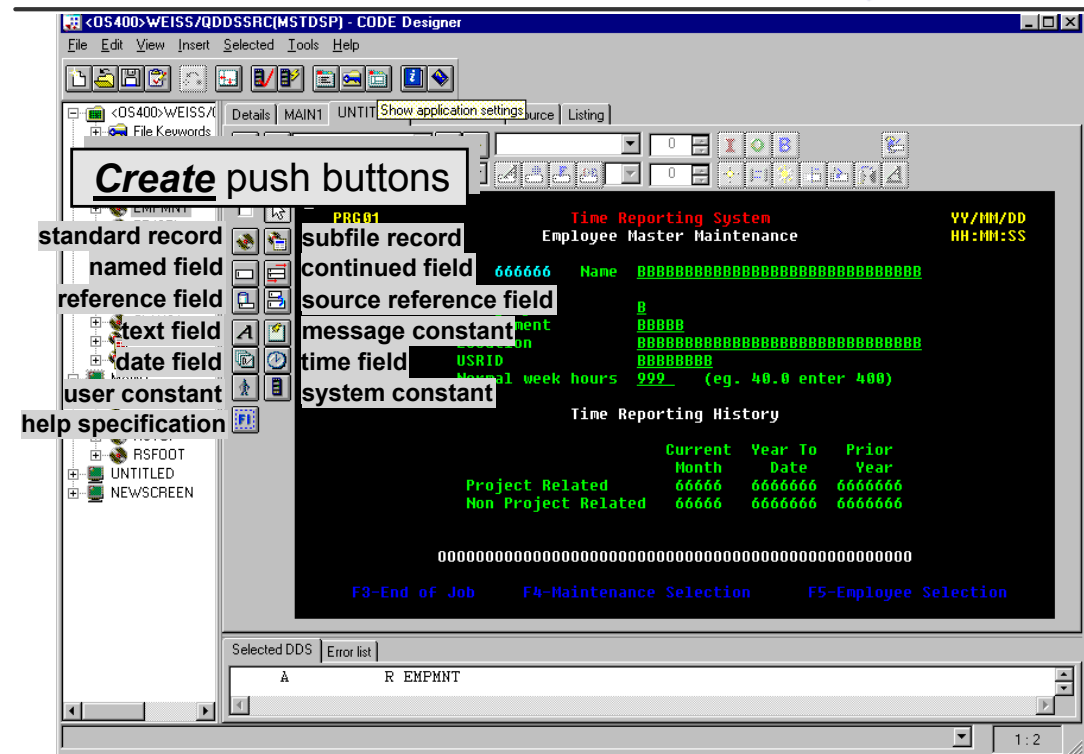 <OS400>WEISS/QDDSSRC(MSTDSP) - CODE Designer
File Edit View Insert Selected Tools Help
<OS400>WEISS/(
File Keywords
Details MAIN1 UNTIT Show application settings ource Listing
0 I O B
Create push buttons
0
EMPMNT
PRG01 Time Reporting System YY/MM/DD
Employee Master Maintenance HH:MM:SS
standard record subfile record
named field continued field
666666 Name BBBBBBBBBBBBBBBBBBBBBBBBBBBBBB
reference field source reference field
B
text field message constant
ment BBBBB
BBBBBBBBBBBBBBBBBBBBBBBBBBBBBB
date field time field
USRID BBBBBBBB
Normal week hours 999 (eg. 40.0 enter 400)
user constant system constant
help specification
Time Reporting History
RSFOOT
UNTITLED
NEWSCREEN
Current Year To Prior
Month Date Year
Project Related 66666 6666666 6666666
Non Project Related 66666 6666666 6666666
OOOOOOOOOOOOOOOOOOOOOOOOOOOOOOOOOOOOOOOOOOOOOOOOOO
F3-End of Job F4-Maintenance Selection F5-Employee Selection
Selected DDS Error list
A R EMPMNT
1:2